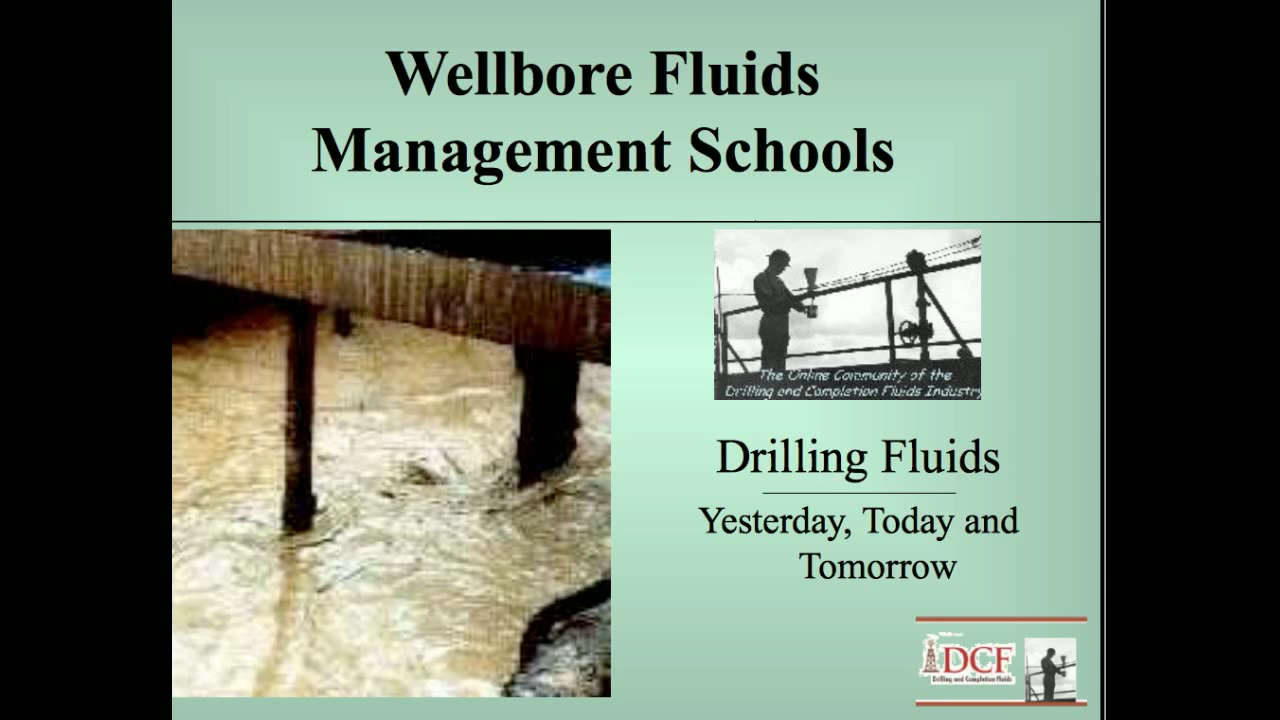 Wellbore Fluids
Management Schools
The Online Community of the
Drilling and Completion Fluids Industry
Drilling Fluids
Yesterday, Today and
Tomorrow
DCF
Drilling and Completion Fluids